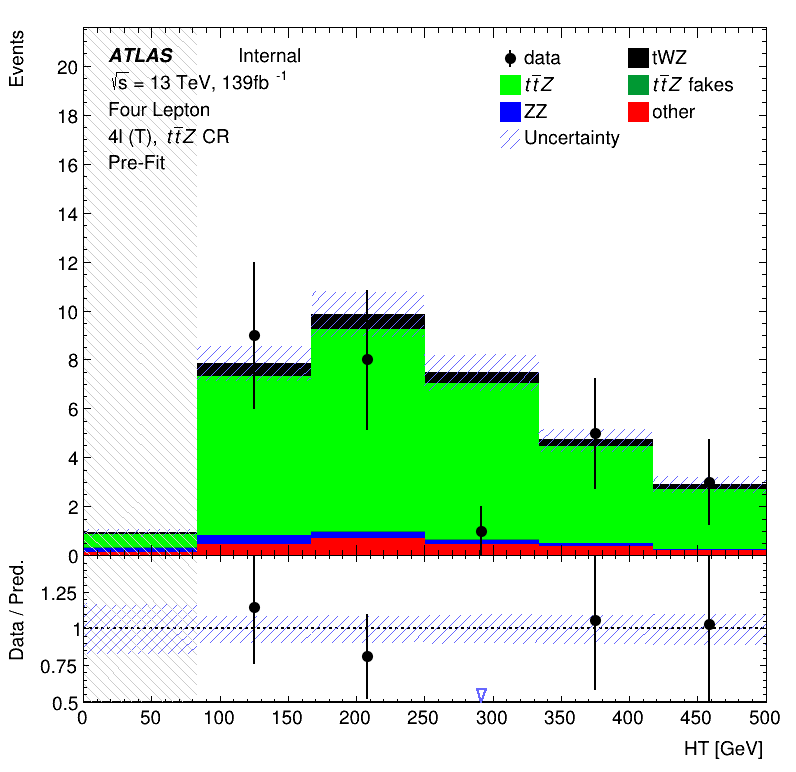 Events
ATLAS Internal
√s = 13 TeV, 139fb⁻¹
Four Lepton
4l (T), tt̅Z CR
Pre-Fit
data
tWZ
tt̅Z
tt̅Z fakes
ZZ
other
Uncertainty
20
18
16
14
12
10
8
6
4
2
0
Data / Pred.
1.25
1
0.75
0.5
0 50 100 150 200 250 300 350 400 450 500
HT [GeV]